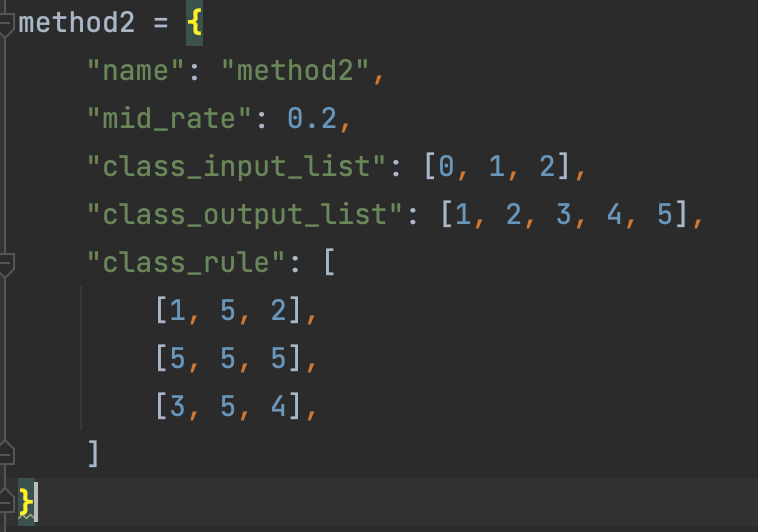 method2 = {
    "name": "method2",
    "mid_rate": 0.2,
    "class_input_list": [0, 1, 2],
    "class_output_list": [1, 2, 3, 4, 5],
    "class_rule": [
        [1, 5, 2],
        [5, 5, 5],
        [3, 5, 4],
    ]
}